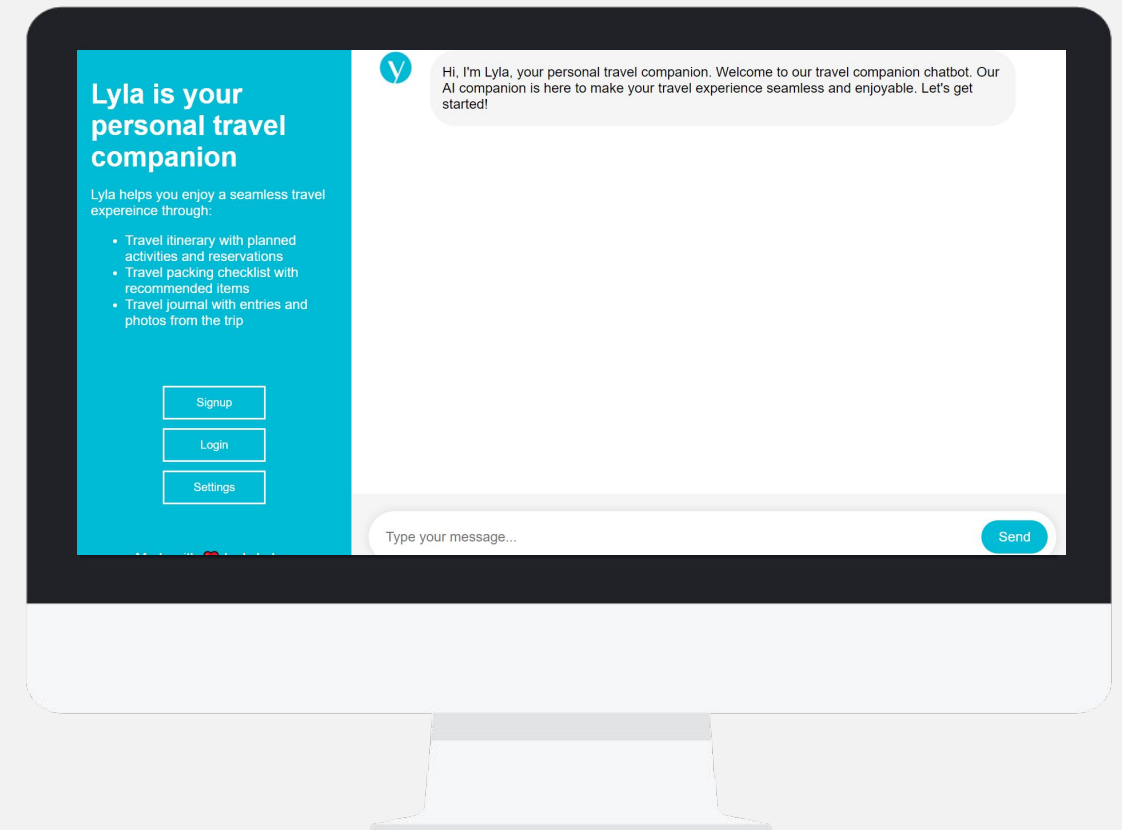 Lyla is your
personal travel
companion
Lyla helps you enjoy a seamless travel
expereince through:
• Travel itinerary with planned
activities and reservations
• Travel packing checklist with
recommended items
• Travel journal with entries and
photos from the trip
Signup
Login
Settings
y
Hi, I'm Lyla, your personal travel companion. Welcome to our travel companion chatbot. Our
AI companion is here to make your travel experience seamless and enjoyable. Let's get
started!
Type your message...
Send